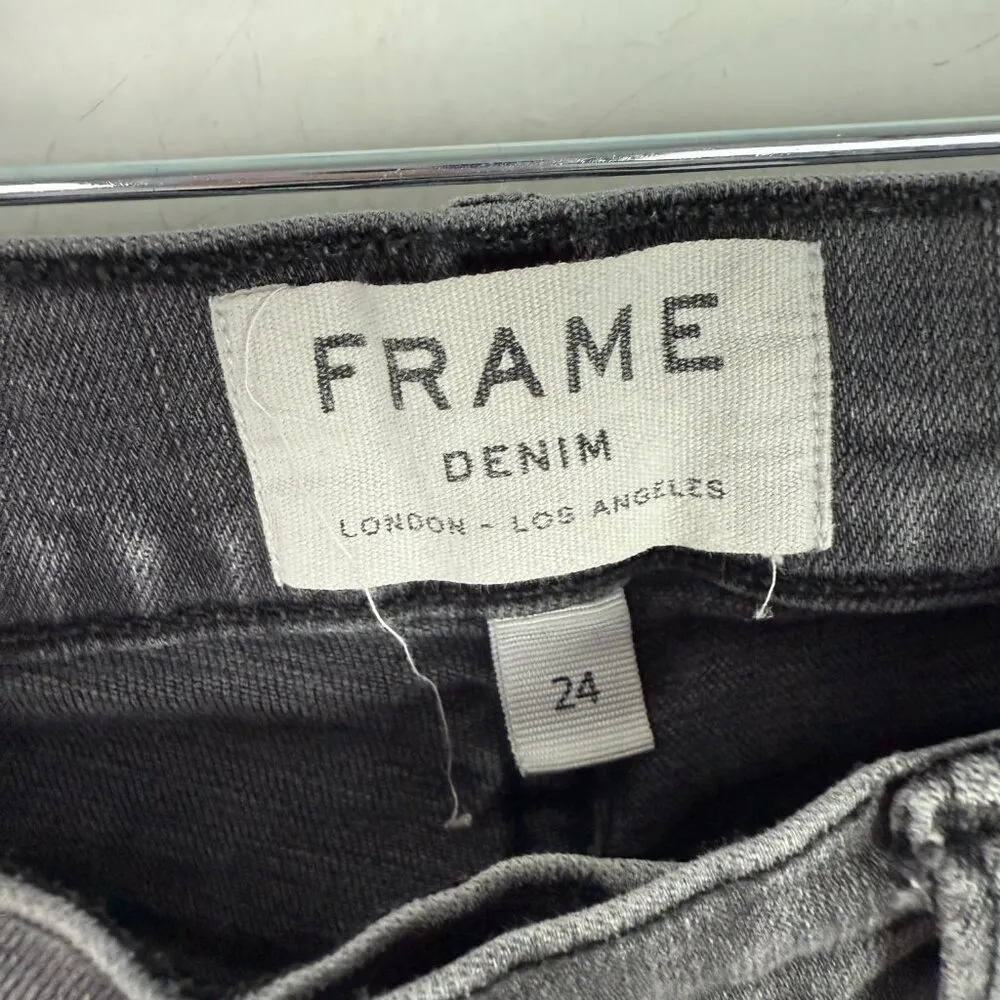 FRAME
DENIM
LONDON - LOS ANGELES
24